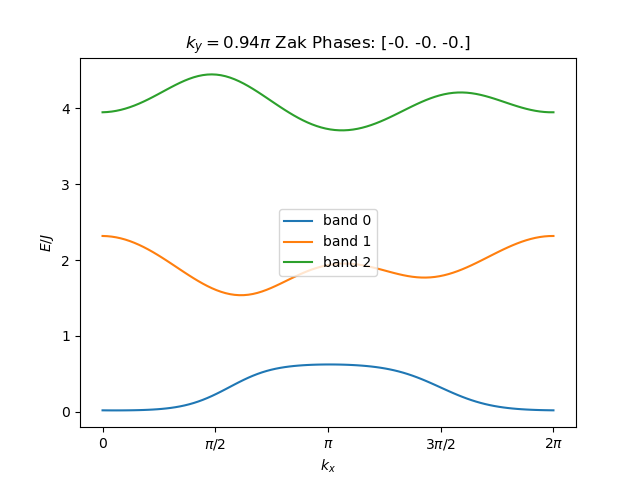 $k_y = 0.94\pi$ Zak Phases: [-0. -0. -0.]
E/J
4
3
2
1
0
band 0
band 1
band 2
0
π/2
π
3π/2
2π
$k_x$